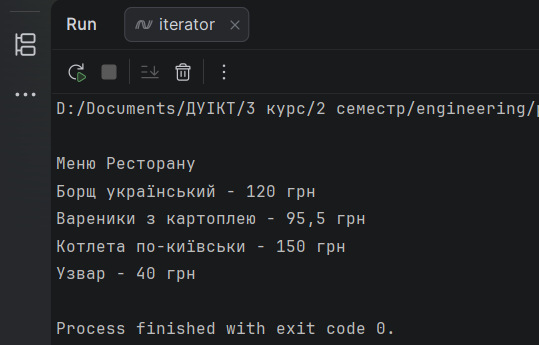 Run
iterator
D:/Documents/ДУІКТ/3 курс/2 семестр/engineering/
Меню Ресторану
Борщ український - 120 грн
Вареники з картоплею - 95,5 грн
Котлета по-київськи - 150 грн
Узвар - 40 грн
Process finished with exit code 0.